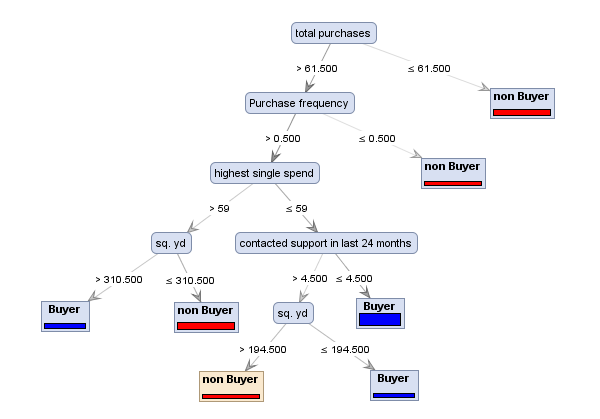 total purchases
> 61.500
≤ 61.500
non Buyer
Purchase frequency
> 0.500
≤ 0.500
non Buyer
highest single spend
> 59
≤ 59
sq. yd
contacted support in last 24 months
> 310.500
≤ 310.500
> 4.500
≤ 4.500
Buyer
non Buyer
sq. yd
Buyer
> 194.500
≤ 194.500
non Buyer
Buyer